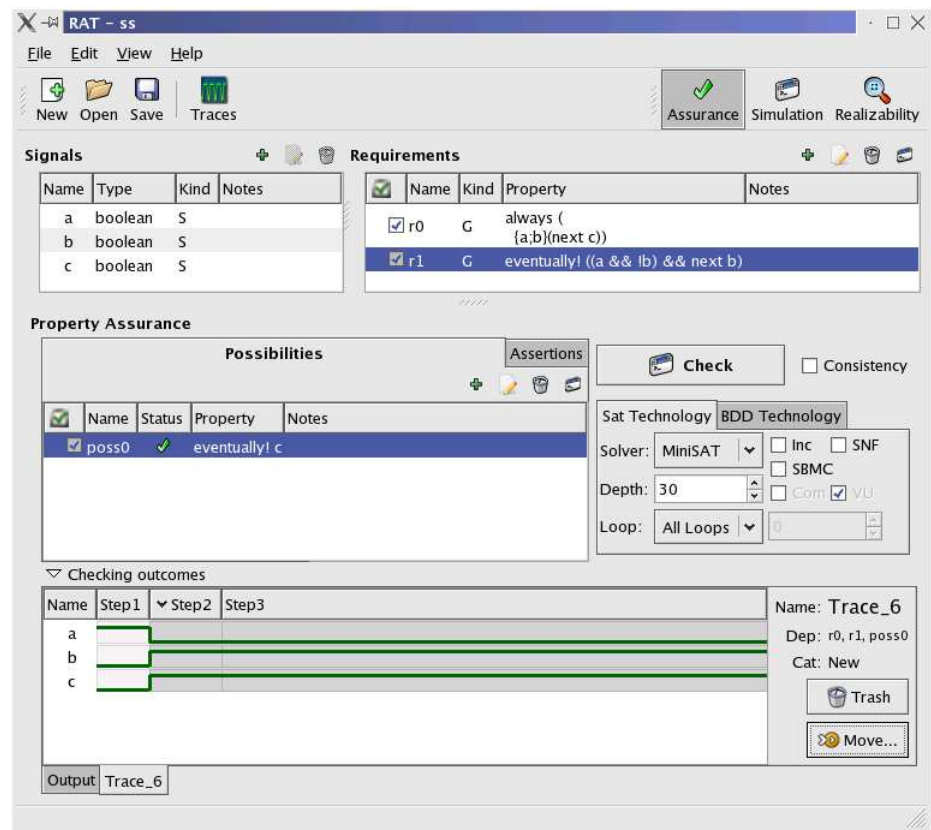 RAT - ss
File Edit View Help
New Open Save Traces Assurance Simulation Realizability
Signals
Name Type Kind Notes
a boolean S
b boolean S
c boolean S
Requirements
Name Kind Property Notes
r0 G always (
{a;b}(next c))
r1 G eventually! ((a && !b) && next b)
Property Assurance
Possibilities Assertions
Name Status Property Notes
poss0 eventually! c
Check Consistency
Sat Technology BDD Technology
Solver: MiniSAT Inc SNF
SBMC
Depth: 30 Com VU
Loop: All Loops 0
Checking outcomes
Name Step1 Step2 Step3
a
b
c
Name: Trace_6
Dep: r0, r1, poss0
Cat: New
Trash
Move...
Output Trace_6